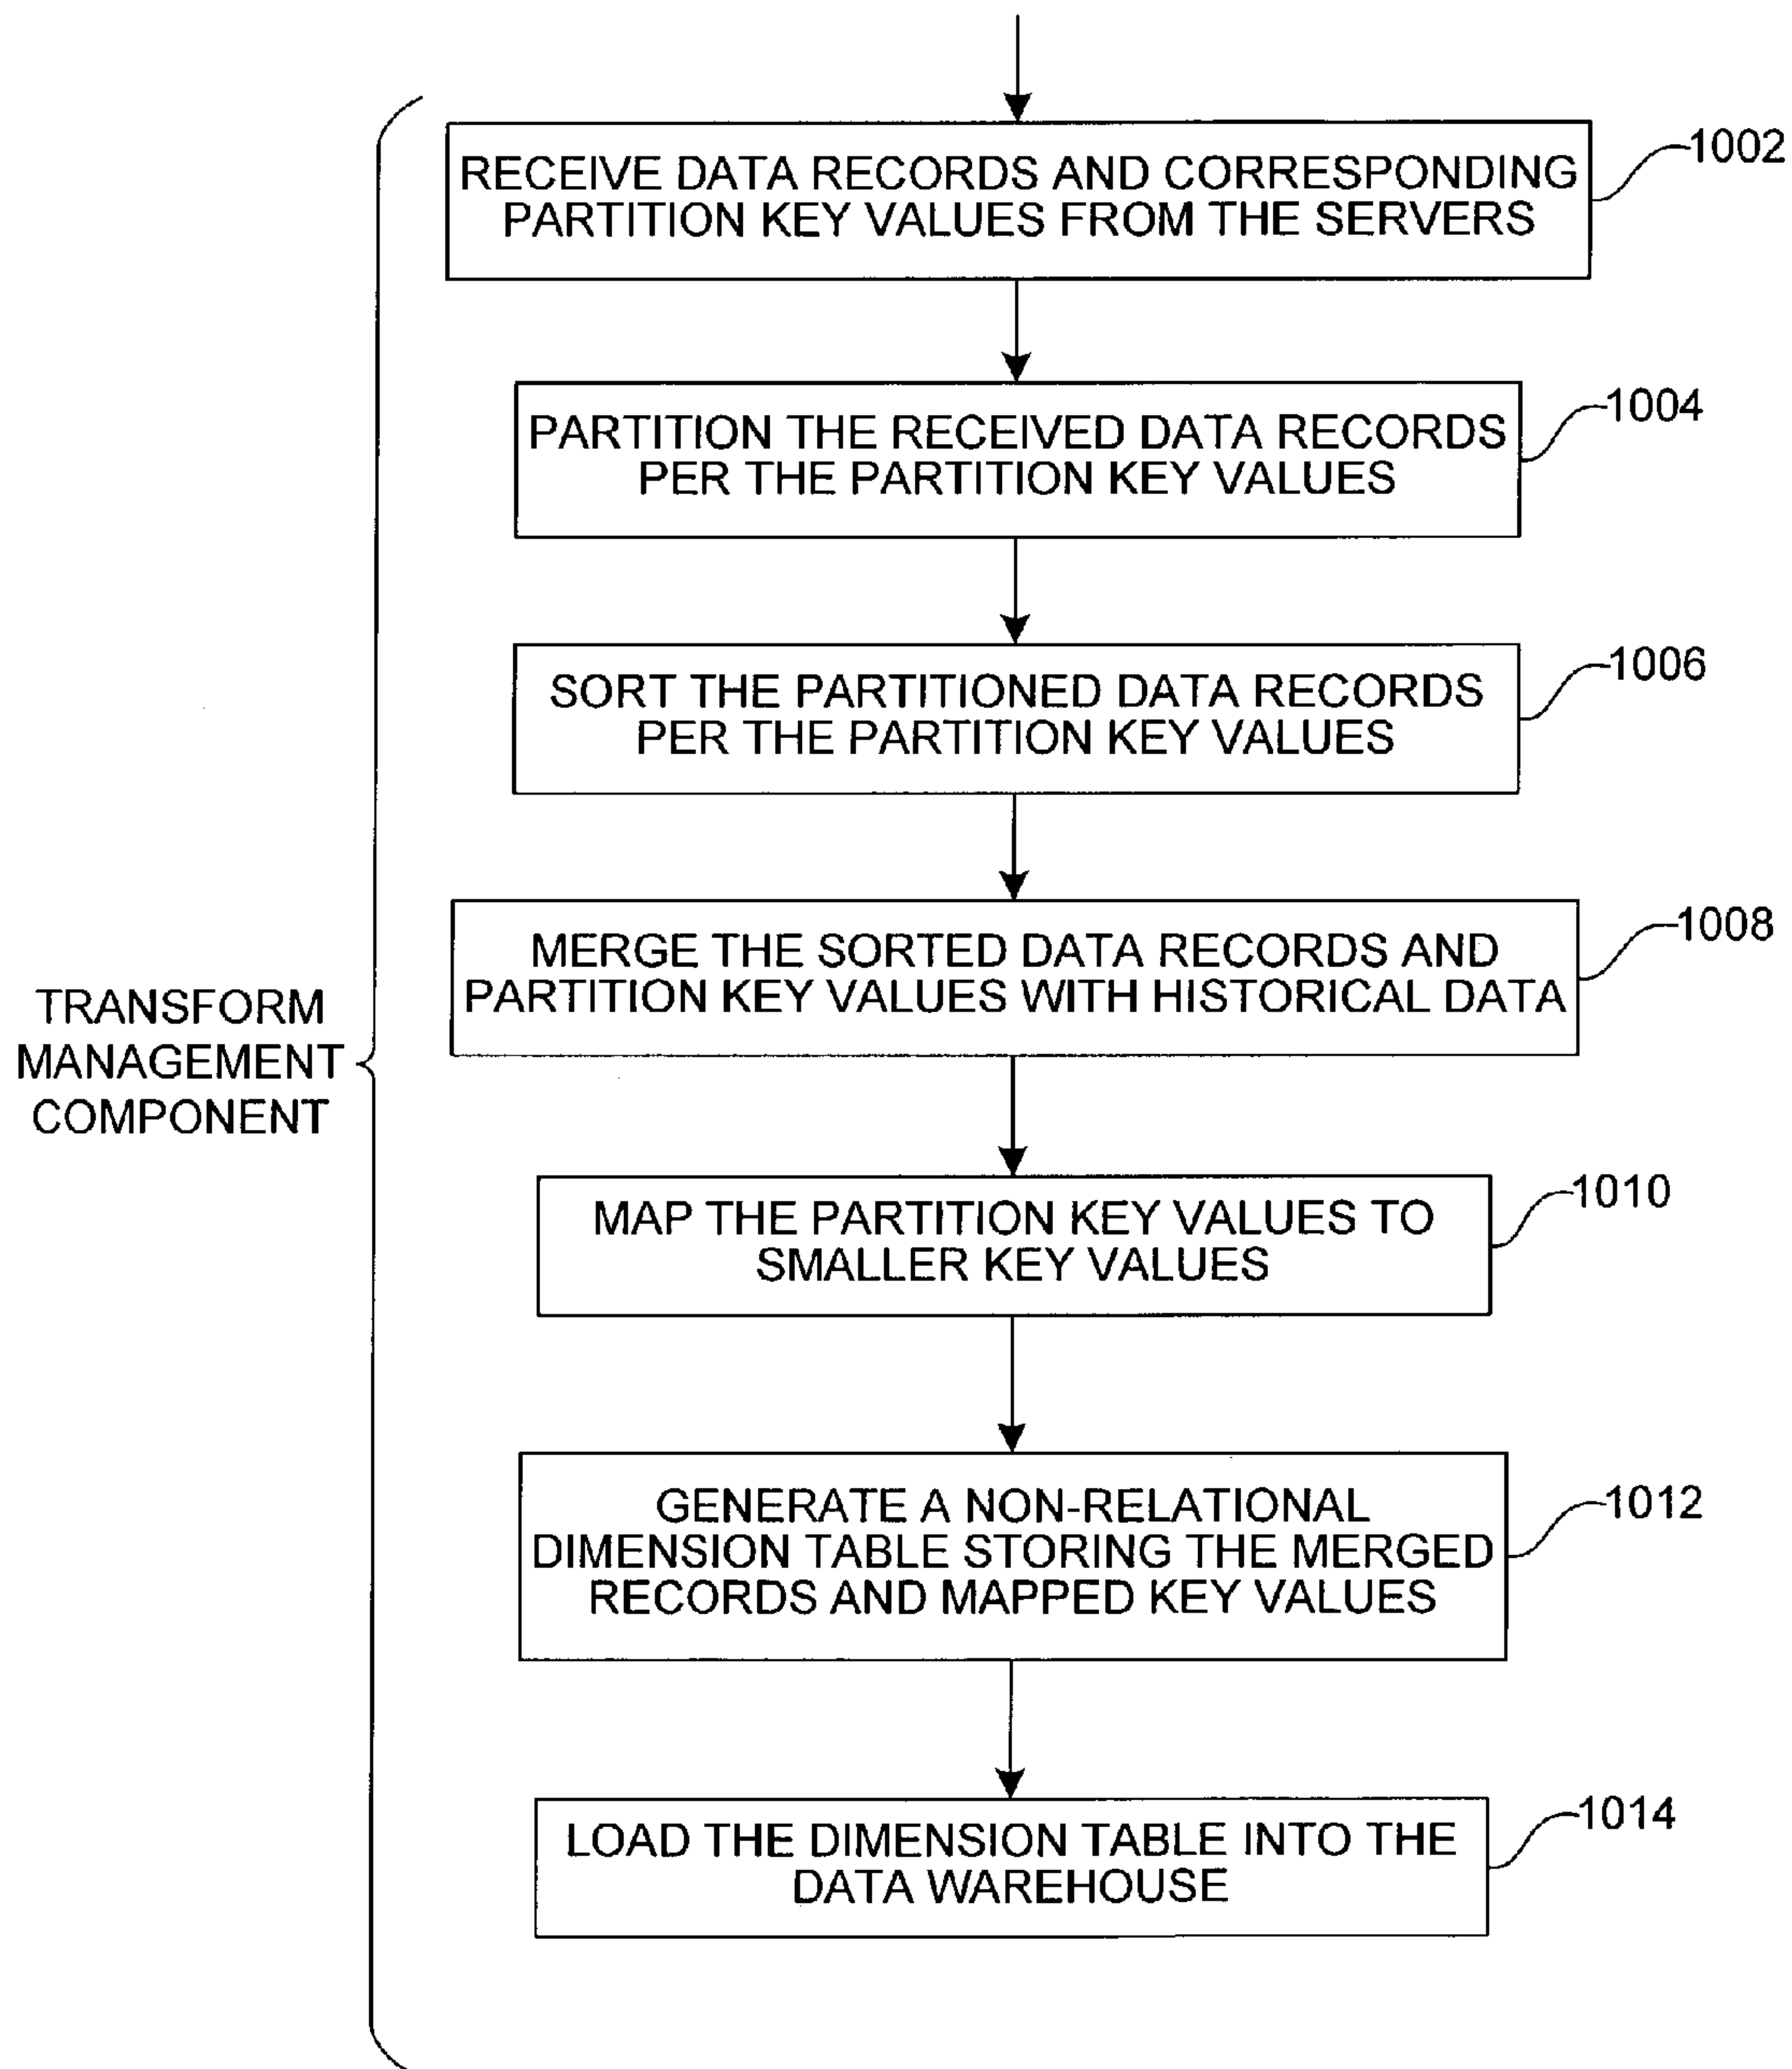 RECEIVE DATA RECORDS AND CORRESPONDING
PARTITION KEY VALUES FROM THE SERVERS
1002
PARTITION THE RECEIVED DATA RECORDS
PER THE PARTITION KEY VALUES
1004
SORT THE PARTITIONED DATA RECORDS
PER THE PARTITION KEY VALUES
1006
MERGE THE SORTED DATA RECORDS AND
PARTITION KEY VALUES WITH HISTORICAL DATA
1008
TRANSFORM
MANAGEMENT
COMPONENT
MAP THE PARTITION KEY VALUES TO
SMALLER KEY VALUES
1010
GENERATE A NON-RELATIONAL
DIMENSION TABLE STORING THE MERGED
RECORDS AND MAPPED KEY VALUES
1012
LOAD THE DIMENSION TABLE INTO THE
DATA WAREHOUSE
1014